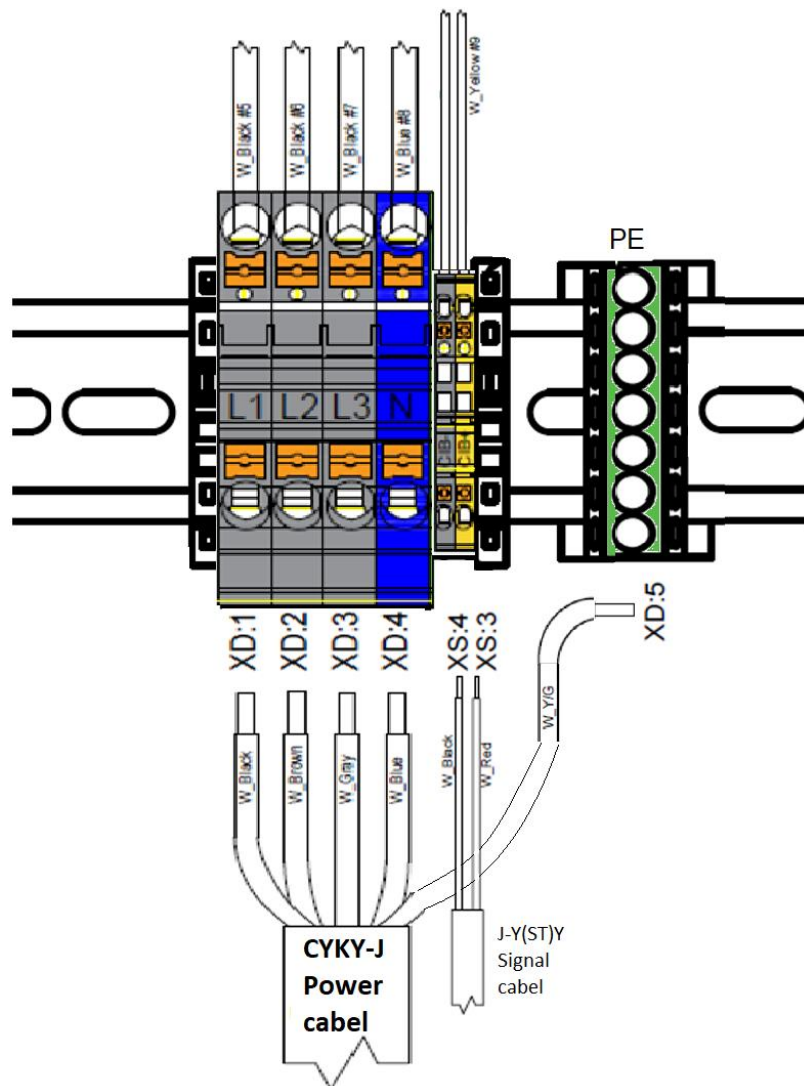 W_Black #5
W_Black #6
W_Black #7
W_Blue #8
W_Yellow #9
PE
L1
L2
L3
N
CIB-
CIB+
XD:1
XD:2
XD:3
XD:4
XS:4
XS:3
XD:5
W_Black
W_Brown
W_Gray
W_Blue
W_Black
W_Red
W_Y/G
CYKY-J
Power
cabel
J-Y(ST)Y
Signal
cabel